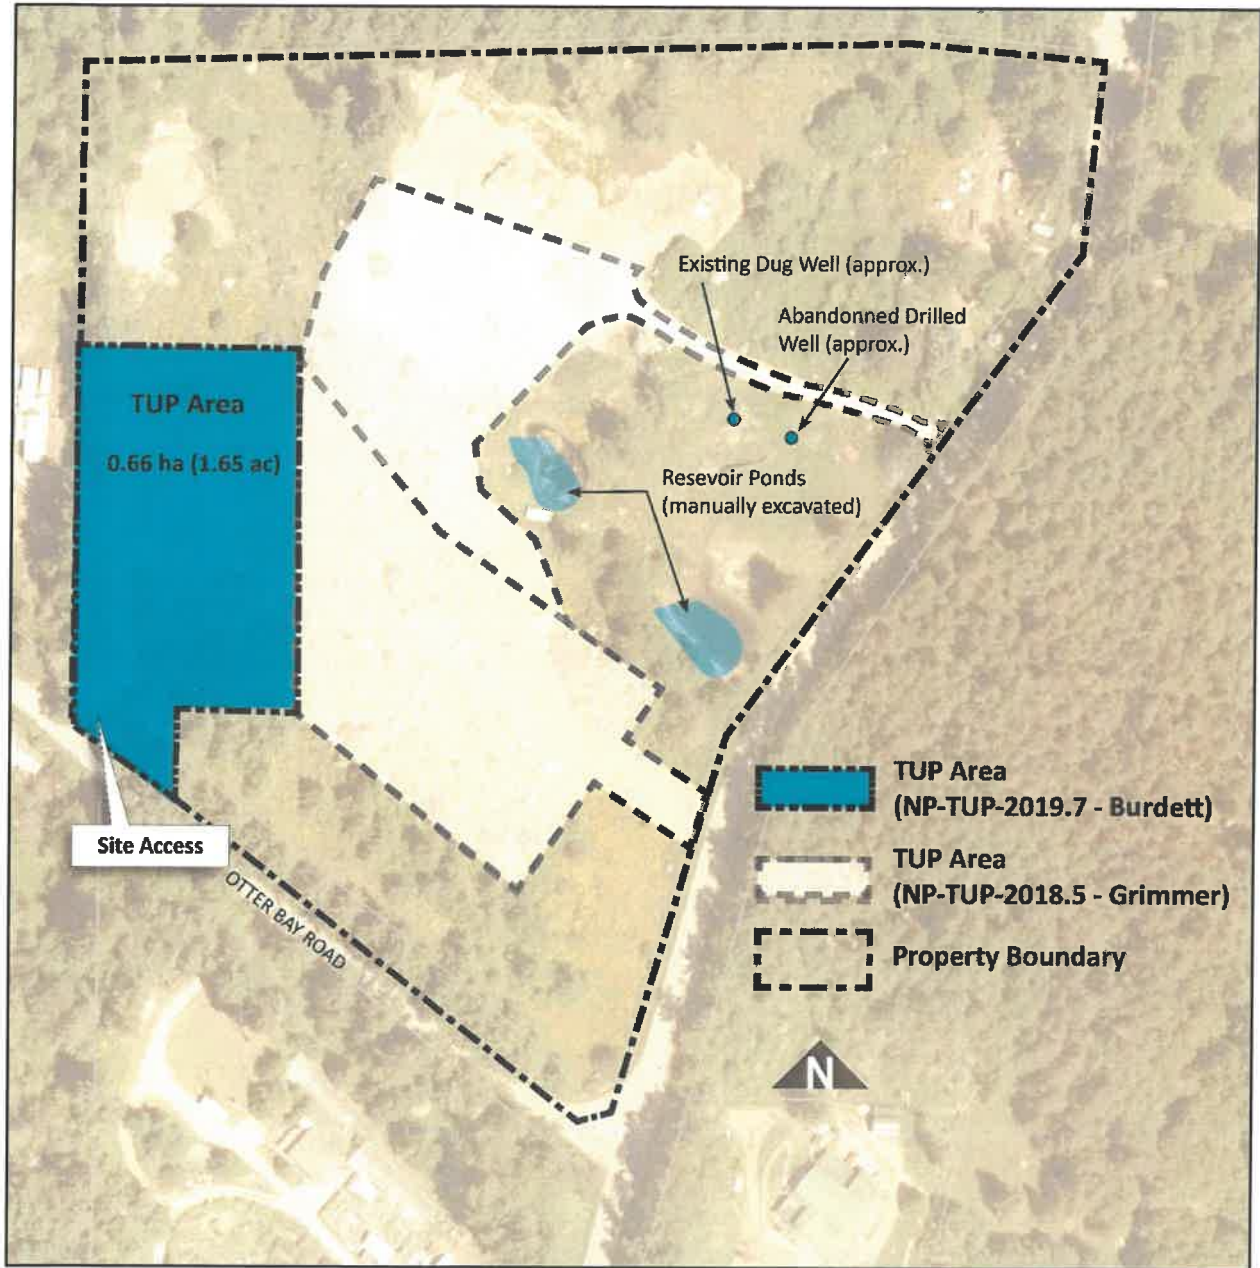 Existing Dug Well (approx.)
Abandonned Drilled
Well (approx.)
TUP Area
0.66 ha (1.65 ac)
Resevoir Ponds
(manually excavated)
Site Access
OTTER BAY ROAD
TUP Area
(NP-TUP-2019.7 - Burdett)
TUP Area
(NP-TUP-2018.5 - Grimmer)
Property Boundary
N